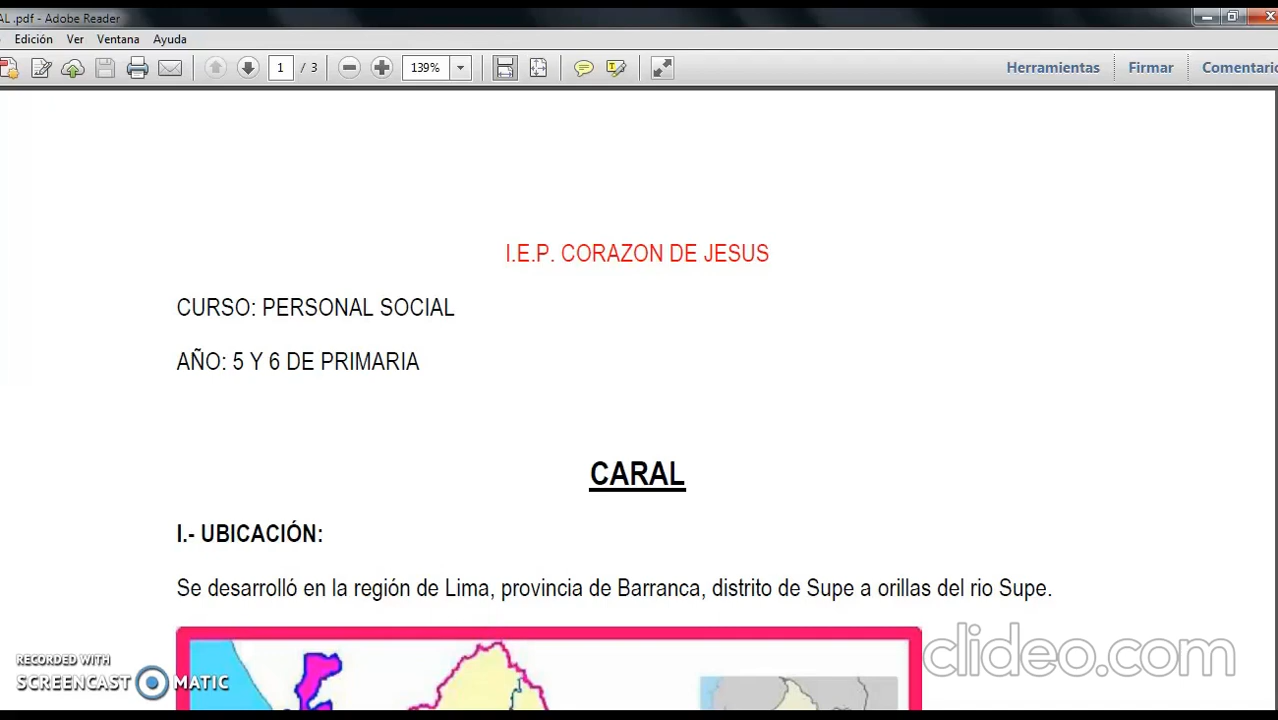 AL .pdf - Adobe Reader
Edición Ver Ventana Ayuda
1 / 3 139% Herramientas Firmar Comentario
I.E.P. CORAZON DE JESUS
CURSO: PERSONAL SOCIAL
AÑO: 5 Y 6 DE PRIMARIA
CARAL
I.- UBICACIÓN:
Se desarrolló en la región de Lima, provincia de Barranca, distrito de Supe a orillas del rio Supe.
clideo.com
RECORDED WITH
SCREENCAST MATIC